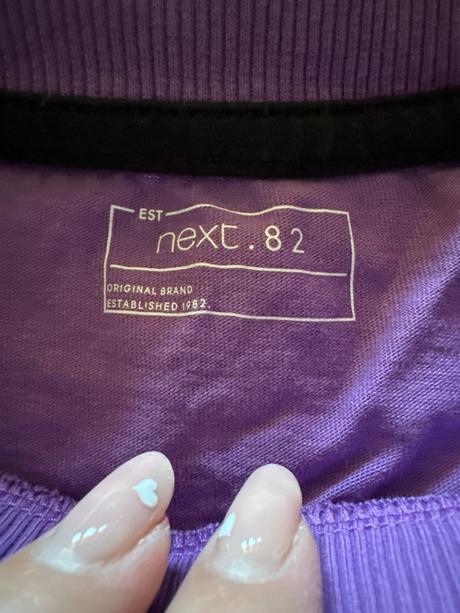 EST
next.82
ORIGINAL BRAND
ESTABLISHED 1982.